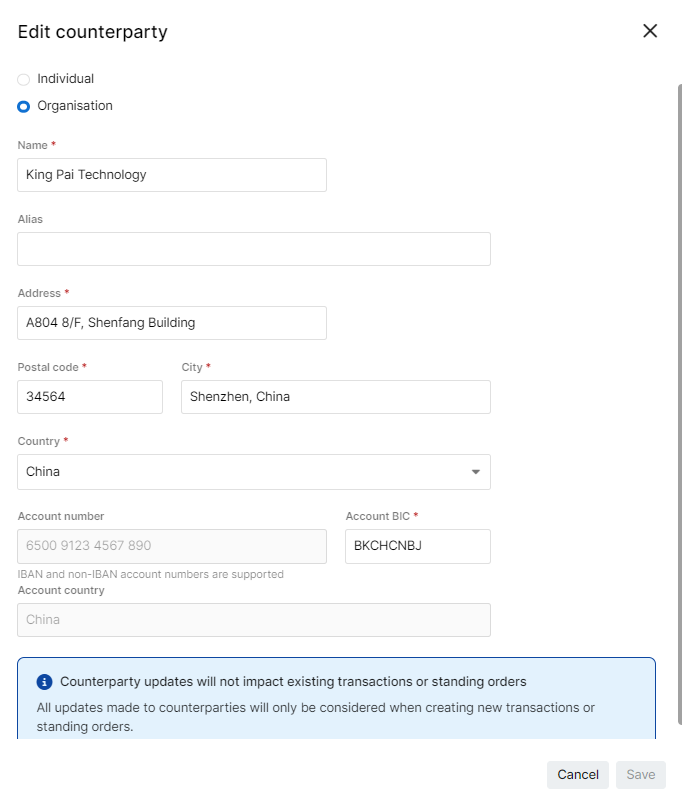 Edit counterparty
Individual
Organisation
Name *
King Pai Technology
Alias
Address *
A804 8/F, Shenfang Building
Postal code *
City *
34564
Shenzhen, China
Country *
China
Account number
Account BIC *
6500 9123 4567 890
BKCHCNBJ
IBAN and non-IBAN account numbers are supported
Account country
China
Counterparty updates will not impact existing transactions or standing orders
All updates made to counterparties will only be considered when creating new transactions or
standing orders.
Cancel
Save